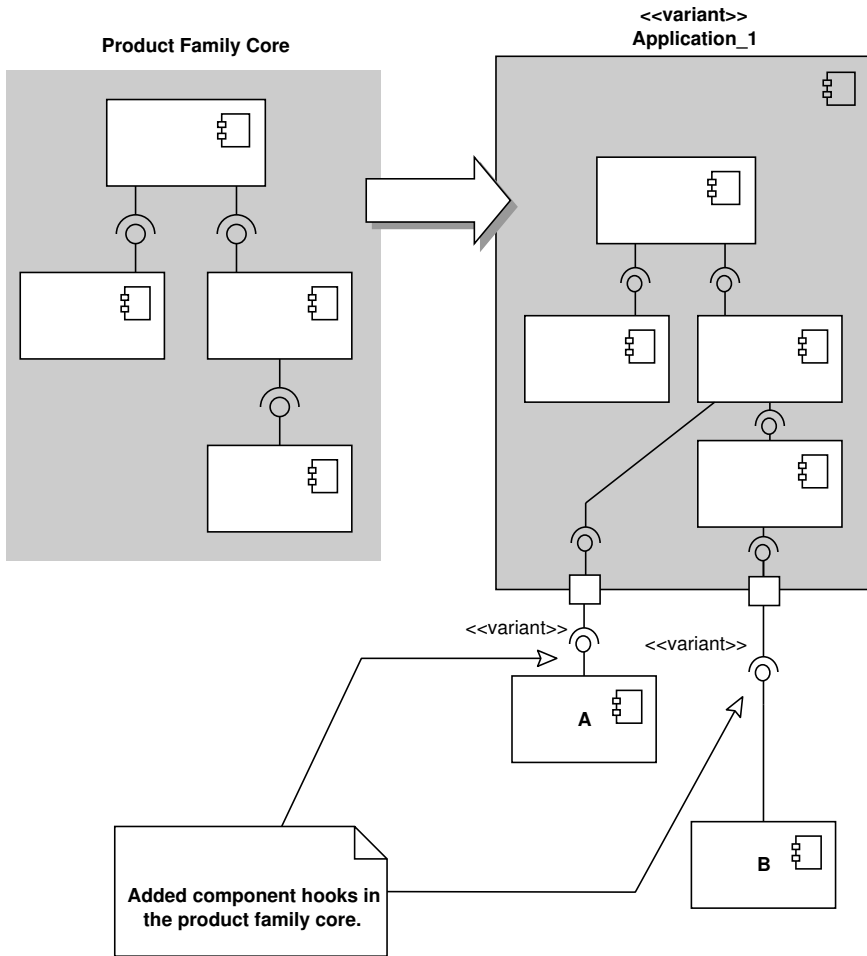 <<variant>>
Application_1
Product Family Core
<<variant>>
<<variant>>
A
B
Added component hooks in
the product family core.